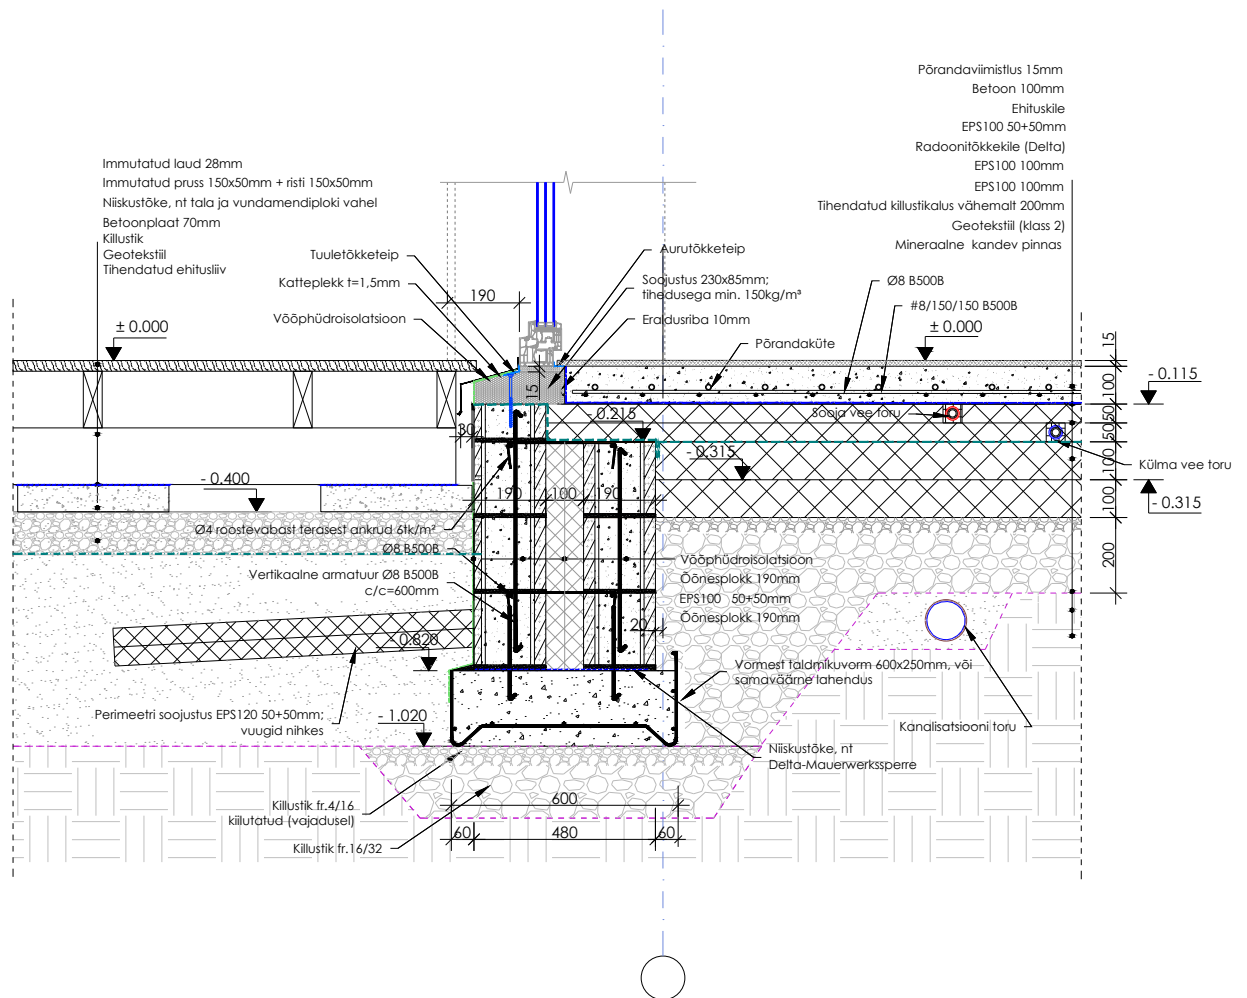 Põrandaviimistlus 15mm
Betoon 100mm
Ehituskile
EPS100 50+50mm
Radoonitõkkekile (Delta)
EPS100 100mm
EPS100 100mm
Tihendatud killustikalus vähemalt 200mm
Geotekstiil (klass 2)
Mineraalne kandev pinnas
Immutatud laud 28mm
Immutatud pruss 150x50mm + risti 150x50mm
Niiskustõke, nt tala ja vundamendiploki vahel
Betoonplaat 70mm
Killustik
Geotekstiil
Tihendatud ehitusliiv
Tuuletõkketeip
Katteplekk t=1,5mm
Võõphüdroisolatsioon
190
Aurutõkketeip
Soojustus 230x85mm;
tihedusega min. 150kg/m³
Eraldusriba 10mm
Ø8 B500B
#8/150/150 B500B
Põrandaküte
± 0.000
± 0.000
15
100
50
50
100
100
200
- 0.115
15
- 0.215
Sooja vee toru
30
- 0.315
Külma vee toru
- 0.315
- 0.400
190
100
190
Ø4 roostevabast terasest ankrud 6tk/m²
Ø8 B500B
Vertikaalne armatuur Ø8 B500B
c/c=600mm
Võõphüdroisolatsioon
Õõnesplokk 190mm
EPS100 50+50mm
Õõnesplokk 190mm
20
- 0.820
Vormest taldmikuvorm 600x250mm, või
samaväärne lahendus
Perimeetri soojustus EPS120 50+50mm;
vuugid nihkes
- 1.020
Kanalisatsiooni toru
Niiskustõke, nt
Delta-Mauerwerkssperre
Killustik fr.4/16
kiilutatud (vajadusel)
Killustik fr.16/32
600
60
480
60